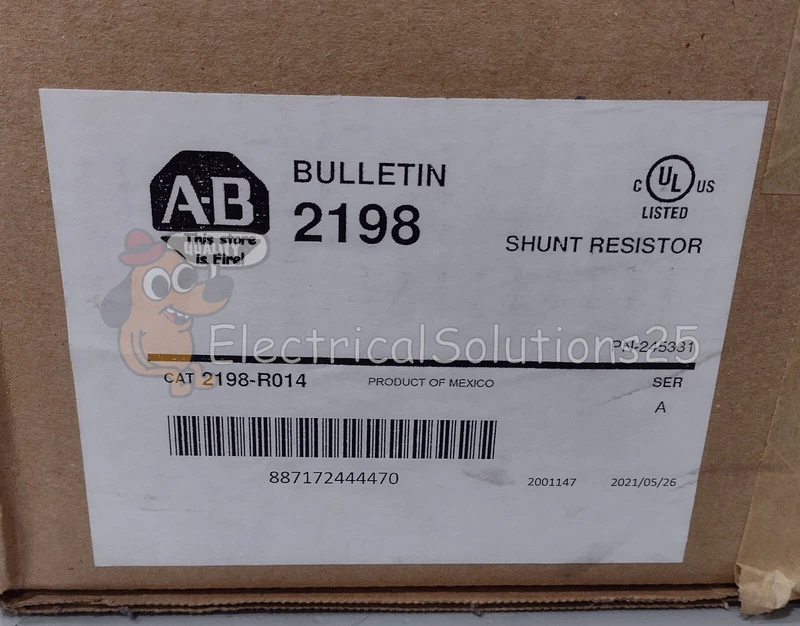 A-B
QUALITY
BULLETIN
2198
C UL US
LISTED
SHUNT RESISTOR
This store
is Fire!
ElectricalSolutions25
PN-245331
CAT 2198-R014 PRODUCT OF MEXICO SER
A
887172444470 2001147 2021/05/26